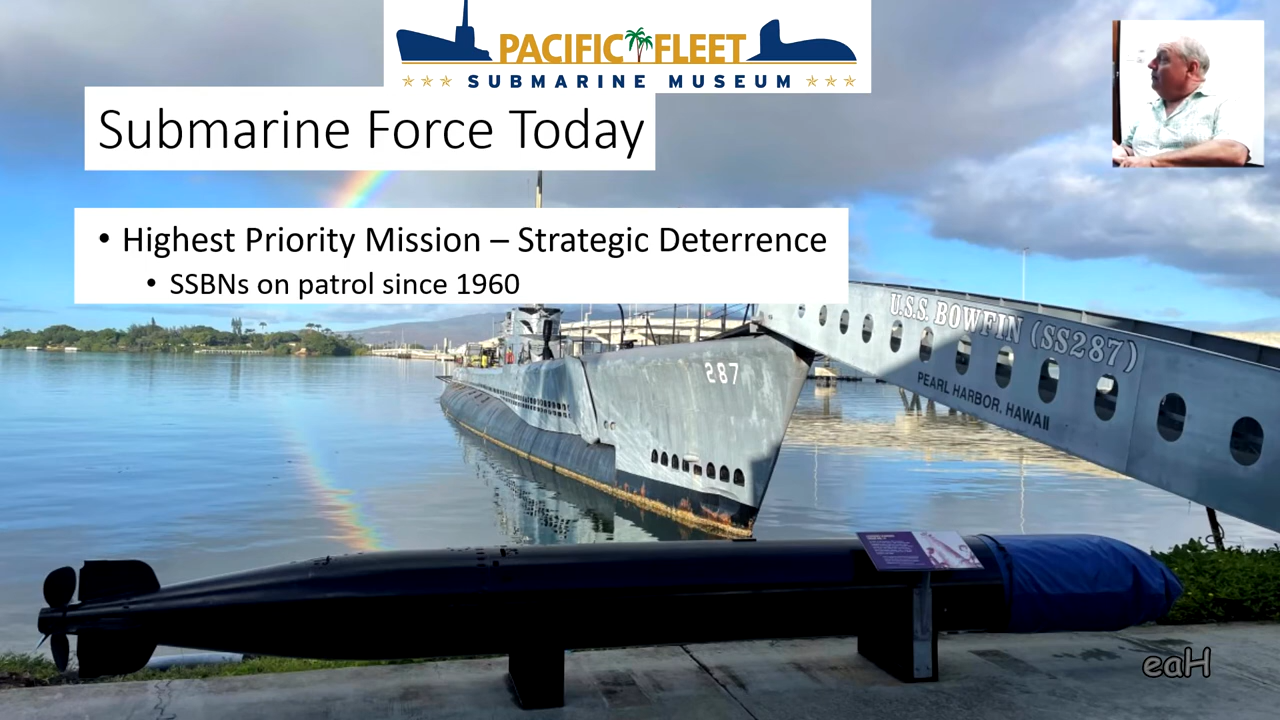 PACIFIC FLEET
SUBMARINE MUSEUM
Submarine Force Today
• Highest Priority Mission – Strategic Deterrence
• SSBNs on patrol since 1960
U.S.S. BOWFIN (SS287)
PEARL HARBOR, HAWAII
287
eaH